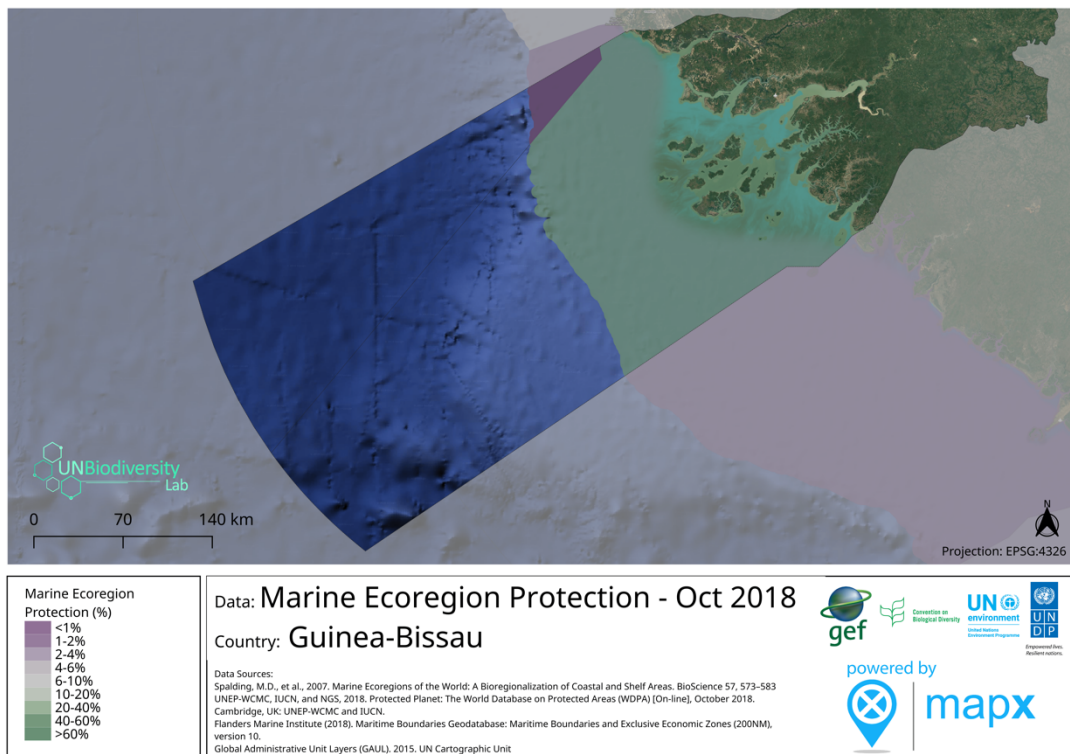 UNBiodiversity
Lab
0 70 140 km
N
Projection: EPSG:4326
Marine Ecoregion
Protection (%)
<1%
1-2%
2-4%
4-6%
6-10%
10-20%
20-40%
40-60%
>60%
Data: Marine Ecoregion Protection - Oct 2018
Country: Guinea-Bissau
Data Sources:
Spalding, M.D., et al., 2007. Marine Ecoregions of the World: A Bioregionalization of Coastal and Shelf Areas. BioScience 57, 573–583
UNEP-WCMC, IUCN, and NGS, 2018. Protected Planet: The World Database on Protected Areas (WDPA) [On-line], October 2018.
Cambridge, UK: UNEP-WCMC and IUCN.
Flanders Marine Institute (2018). Maritime Boundaries Geodatabase: Maritime Boundaries and Exclusive Economic Zones (200NM),
version 10.
Global Administrative Unit Layers (GAUL). 2015. UN Cartographic Unit
gef
Convention on
Biological Diversity
UN
environment
United Nations
Environment Programme
U N
D P
Empowered lives.
Resilient nations.
powered by
mapx